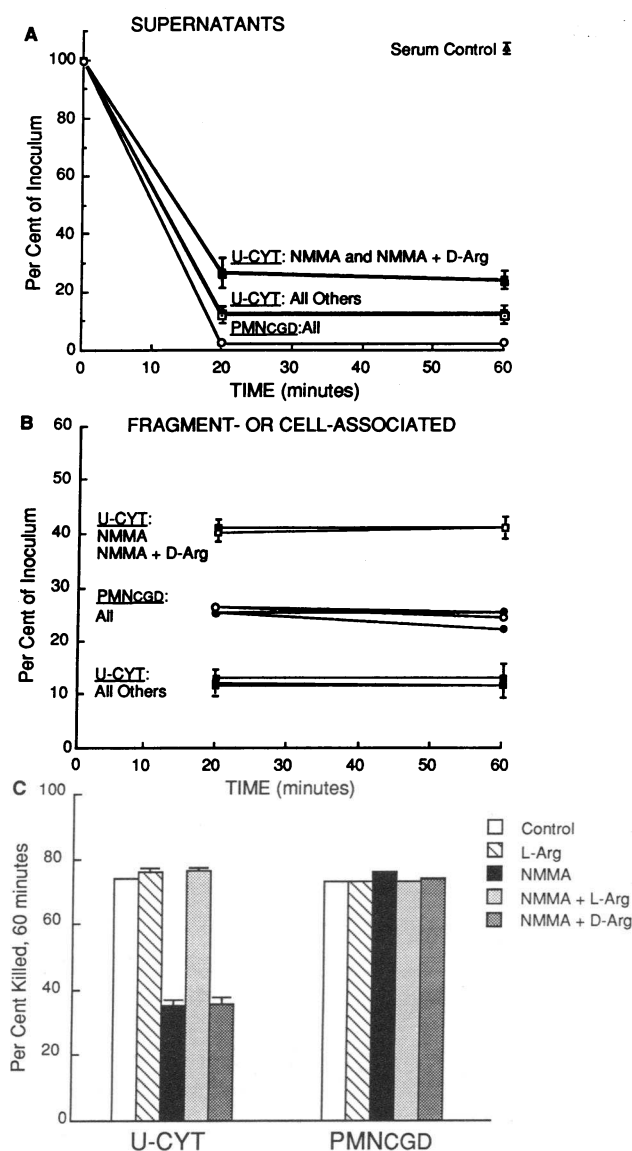 A
SUPERNATANTS
Serum Control
Per Cent of Inoculum
100
80
60
40
20
0
U-CYT: NMMA and NMMA + D-Arg
U-CYT: All Others
PMNCGD:All
0 10 20 30 40 50 60
TIME (minutes)
B
FRAGMENT- OR CELL-ASSOCIATED
Per Cent of Inoculum
60
50
40
30
20
10
0
U-CYT:
NMMA
NMMA + D-Arg
PMNCGD:
All
U-CYT:
All Others
0 10 20 30 40 50 60
TIME (minutes)
C
Per Cent Killed, 60 minutes
100
80
60
40
20
0
Control
L-Arg
NMMA
NMMA + L-Arg
NMMA + D-Arg
U-CYT PMNCGD